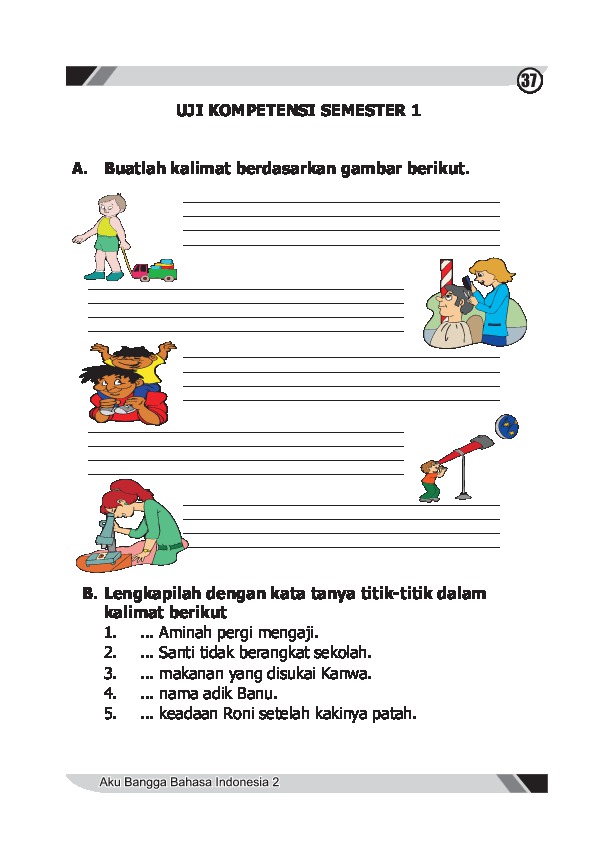 37
UJI KOMPETENSI SEMESTER 1
A. Buatlah kalimat berdasarkan gambar berikut.
B. Lengkapilah dengan kata tanya titik-titik dalam
kalimat berikut
1. ... Aminah pergi mengaji.
2. ... Santi tidak berangkat sekolah.
3. ... makanan yang disukai Kanwa.
4. ... nama adik Banu.
5. ... keadaan Roni setelah kakinya patah.
Aku Bangga Bahasa Indonesia 2